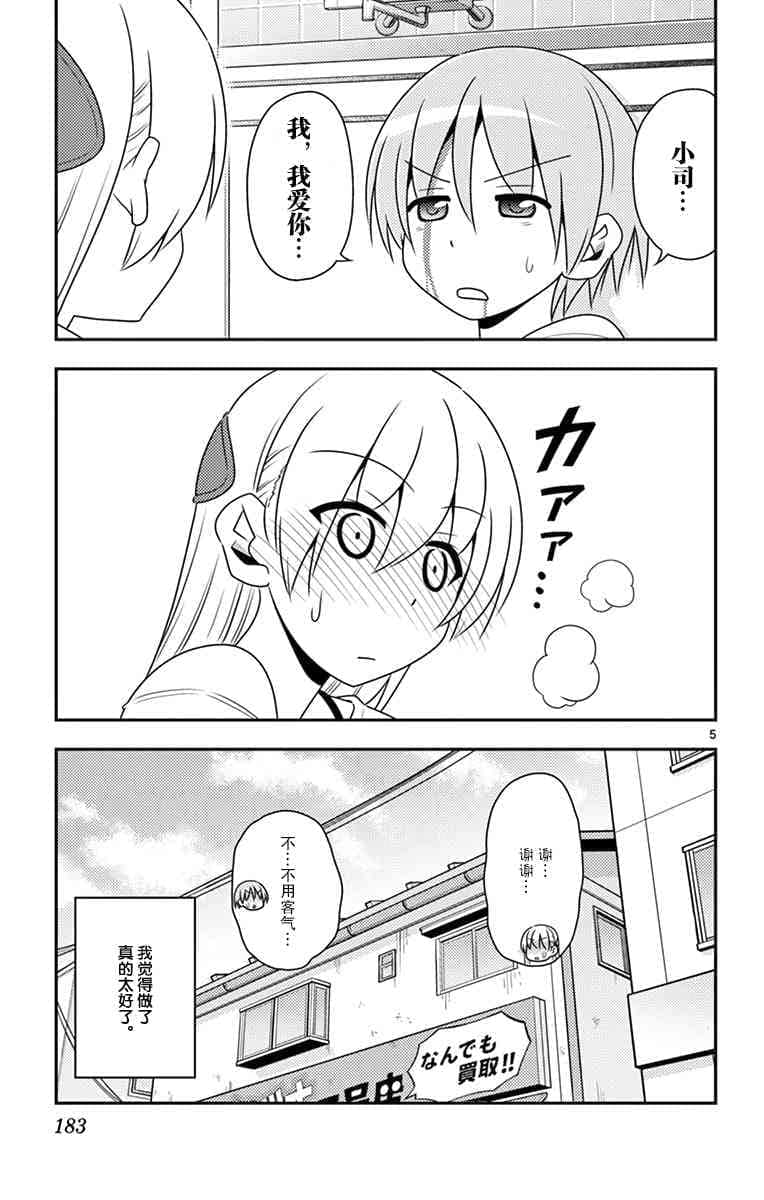 小司…
我，
我爱你…
カァァァ…
5
谢…
谢谢…
不…不用客气…
我觉得做了
真的太好了。
なんでも
買取!!
183